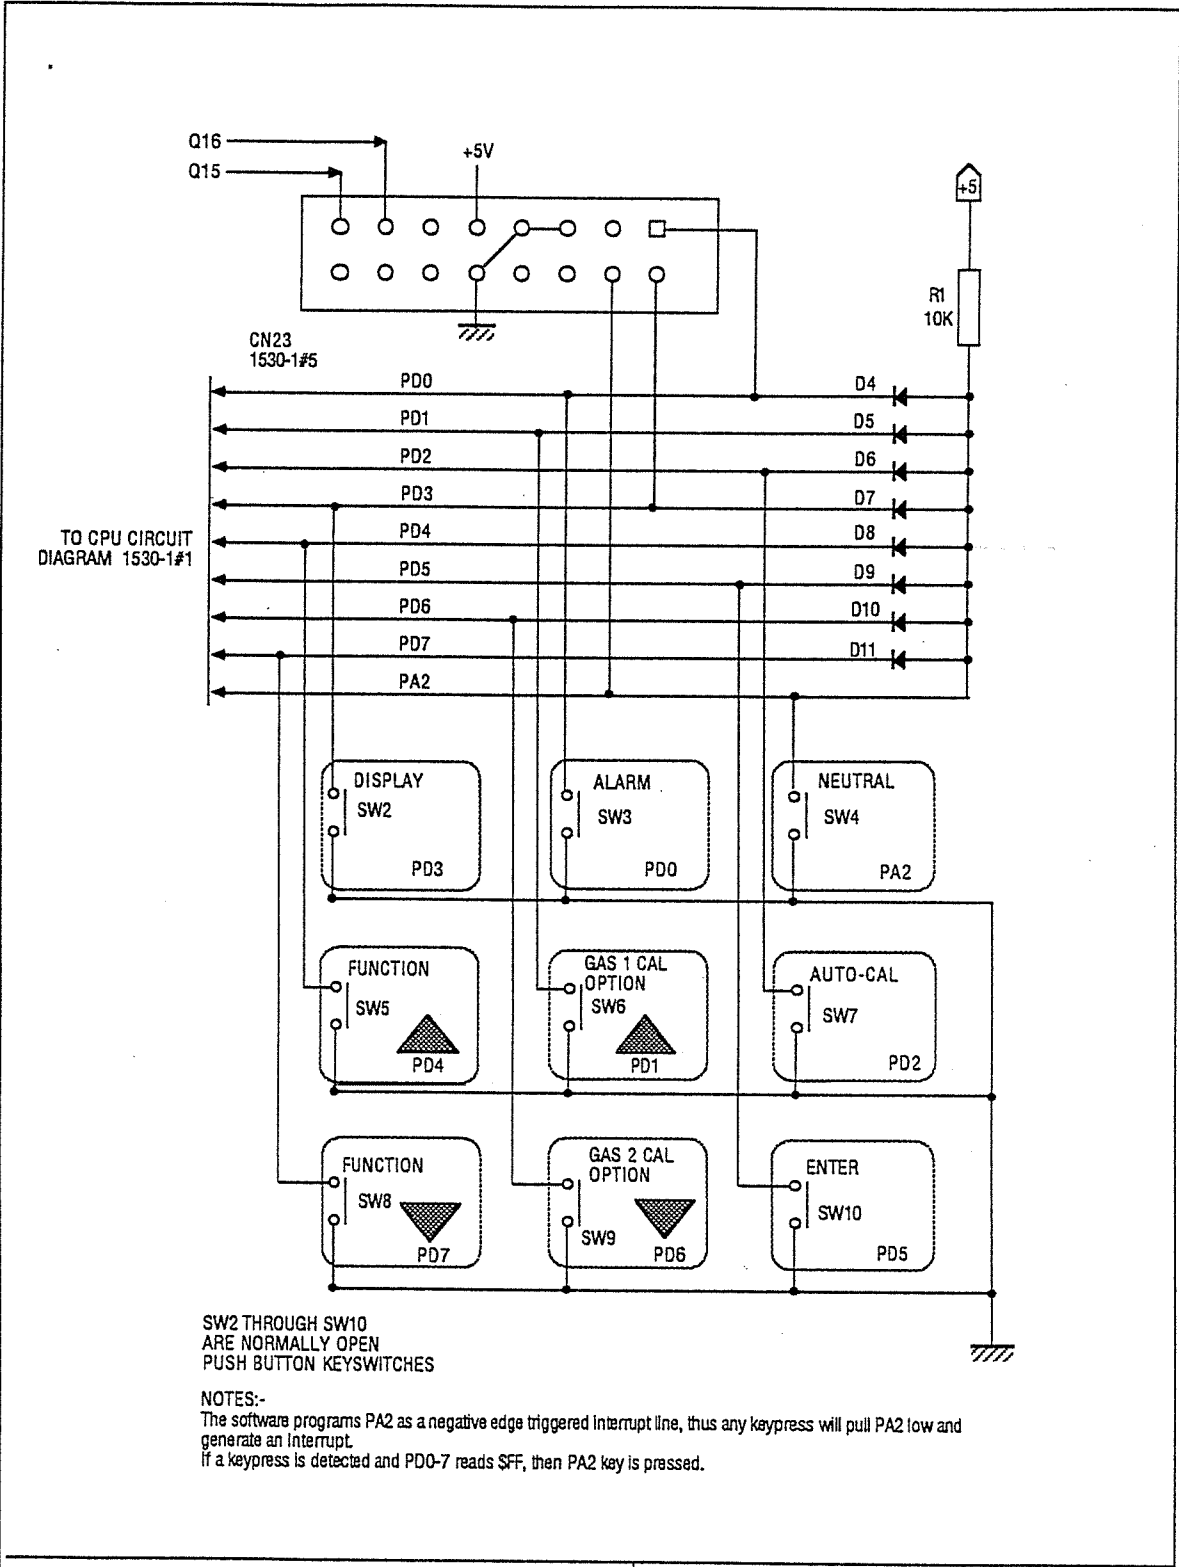 Q16
Q15
+5V
+5
R1
10K
CN23
1530-1#5
PD0
D4
PD1
D5
PD2
D6
PD3
D7
TO CPU CIRCUIT
DIAGRAM 1530-1#1
PD4
D8
PD5
D9
PD6
D10
PD7
D11
PA2
DISPLAY
SW2
PD3
ALARM
SW3
PD0
NEUTRAL
SW4
PA2
FUNCTION
SW5
PD4
GAS 1 CAL
OPTION
SW6
PD1
AUTO-CAL
SW7
PD2
FUNCTION
SW8
PD7
GAS 2 CAL
OPTION
SW9
PD6
ENTER
SW10
PD5
SW2 THROUGH SW10
ARE NORMALLY OPEN
PUSH BUTTON KEYSWITCHES
NOTES:-
The software programs PA2 as a negative edge triggered interrupt line, thus any keypress will pull PA2 low and
generate an interrupt.
If a keypress is detected and PD0-7 reads $FF, then PA2 key is pressed.